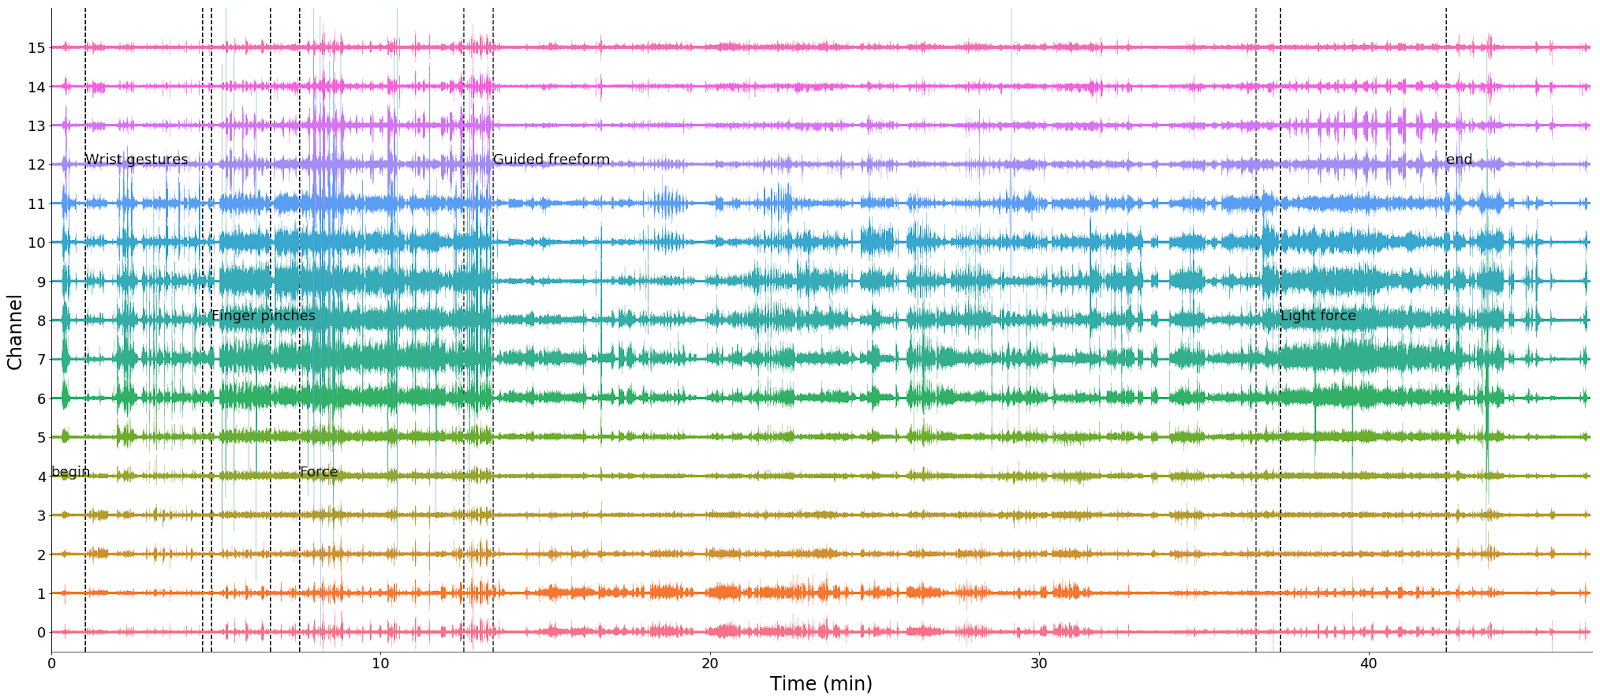 15
14
13
12
Wrist gestures
Guided freeform
end
11
10
9
8
Finger pinches
Light force
7
6
5
4
begin
Force
3
2
1
0
Channel
0 10 20 30 40
Time (min)